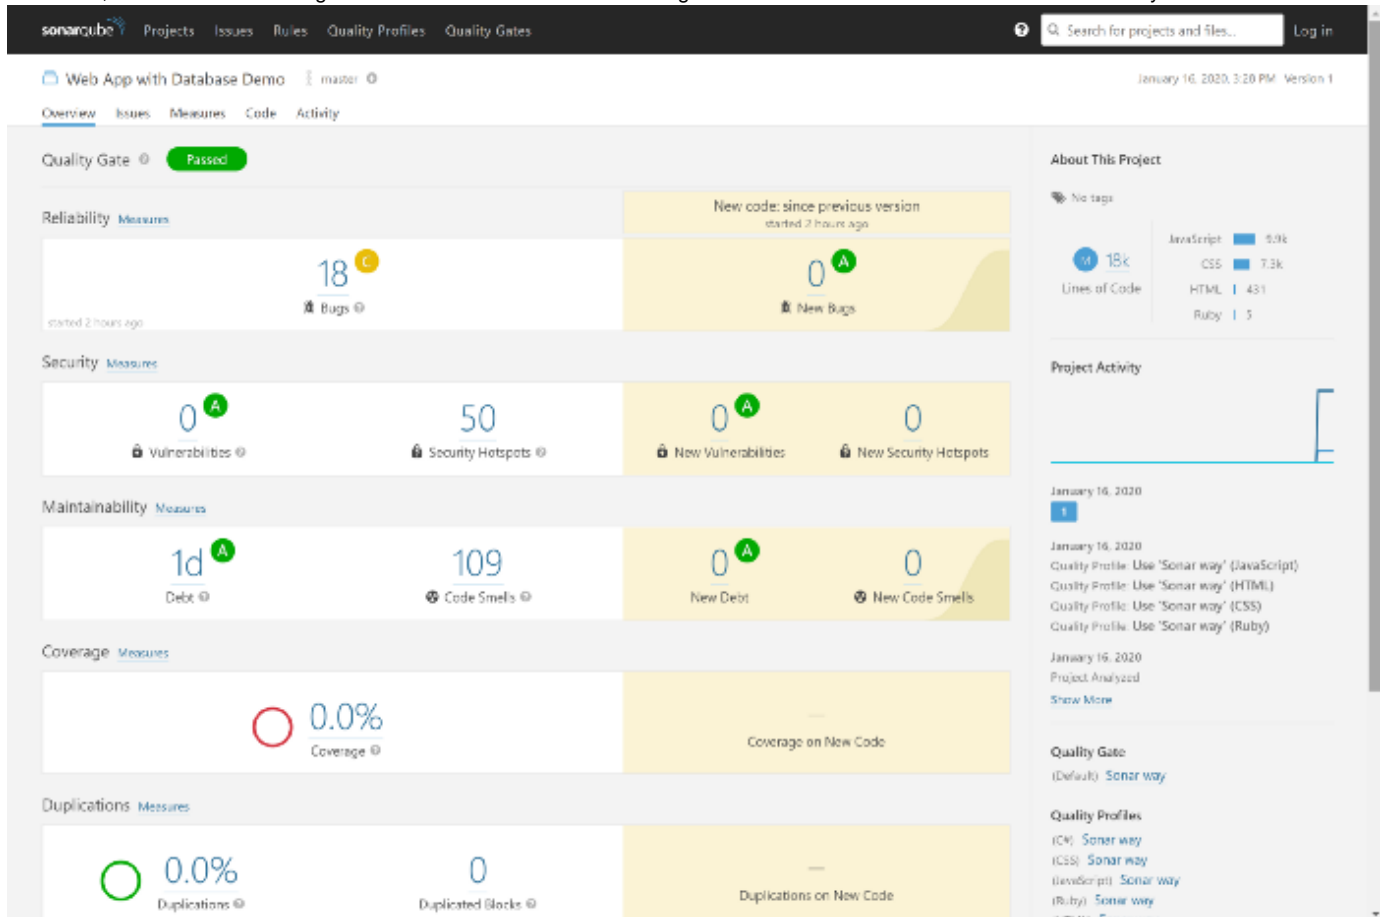 sonarqube Projects Issues Rules Quality Profiles Quality Gates Search for projects and files... Log in
Web App with Database Demo master January 16, 2020, 3:20 PM Version 1
Overview Issues Measures Code Activity
Quality Gate Passed
Reliability Measures
New code: since previous version
started 2 hours ago
18 C
Bugs
started 2 hours ago
0 A
New Bugs
Security Measures
0 A
Vulnerabilities
50
Security Hotspots
0 A
New Vulnerabilities
0
New Security Hotspots
Maintainability Measures
1d A
Debt
109
Code Smells
0 A
New Debt
0
New Code Smells
Coverage Measures
0.0%
Coverage
—
Coverage on New Code
Duplications Measures
0.0%
Duplications
0
Duplicated Blocks
—
Duplications on New Code
About This Project
No tags
M 18k
Lines of Code
JavaScript 9.9k
CSS 7.3k
HTML 431
Ruby 5
Project Activity
January 16, 2020
1
January 16, 2020
Quality Profile: Use 'Sonar way' (JavaScript)
Quality Profile: Use 'Sonar way' (HTML)
Quality Profile: Use 'Sonar way' (CSS)
Quality Profile: Use 'Sonar way' (Ruby)
January 16, 2020
Project Analyzed
Show More
Quality Gate
(Default) Sonar way
Quality Profiles
(C#) Sonar way
(CSS) Sonar way
(JavaScript) Sonar way
(Ruby) Sonar way